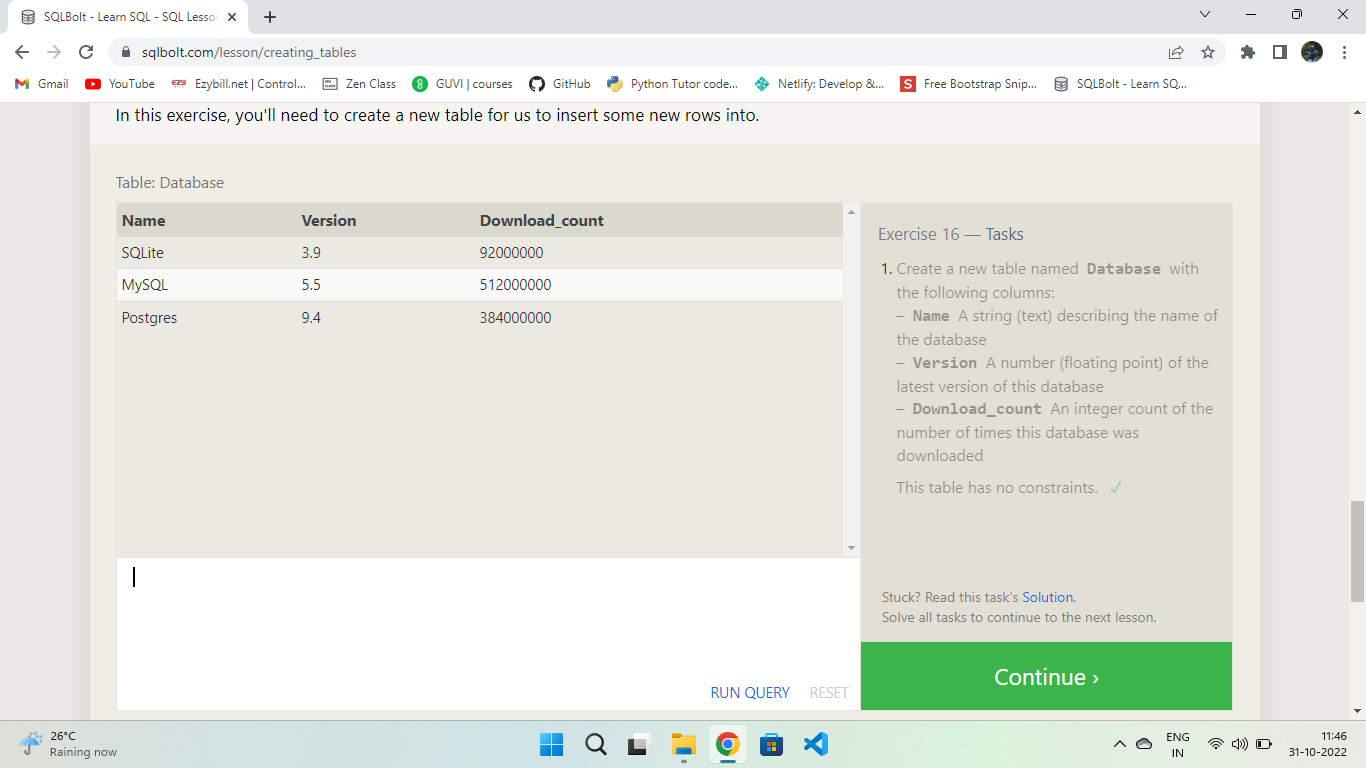 SQLBolt - Learn SQL - SQL Lesson
sqlbolt.com/lesson/creating_tables
Gmail
YouTube
Ezybill.net | Control...
Zen Class
GUVI | courses
GitHub
Python Tutor code...
Netlify: Develop &...
Free Bootstrap Snip...
SQLBolt - Learn SQ...
In this exercise, you'll need to create a new table for us to insert some new rows into.
Table: Database
Name Version Download_count
SQLite 3.9 92000000
MySQL 5.5 512000000
Postgres 9.4 384000000
RUN QUERY RESET
Exercise 16 — Tasks
1. Create a new table named Database with
the following columns:
– Name A string (text) describing the name of
the database
– Version A number (floating point) of the
latest version of this database
– Download_count An integer count of the
number of times this database was
downloaded
This table has no constraints. ✓
Stuck? Read this task's Solution.
Solve all tasks to continue to the next lesson.
Continue ›
26°C
Raining now
ENG
IN
11:46
31-10-2022